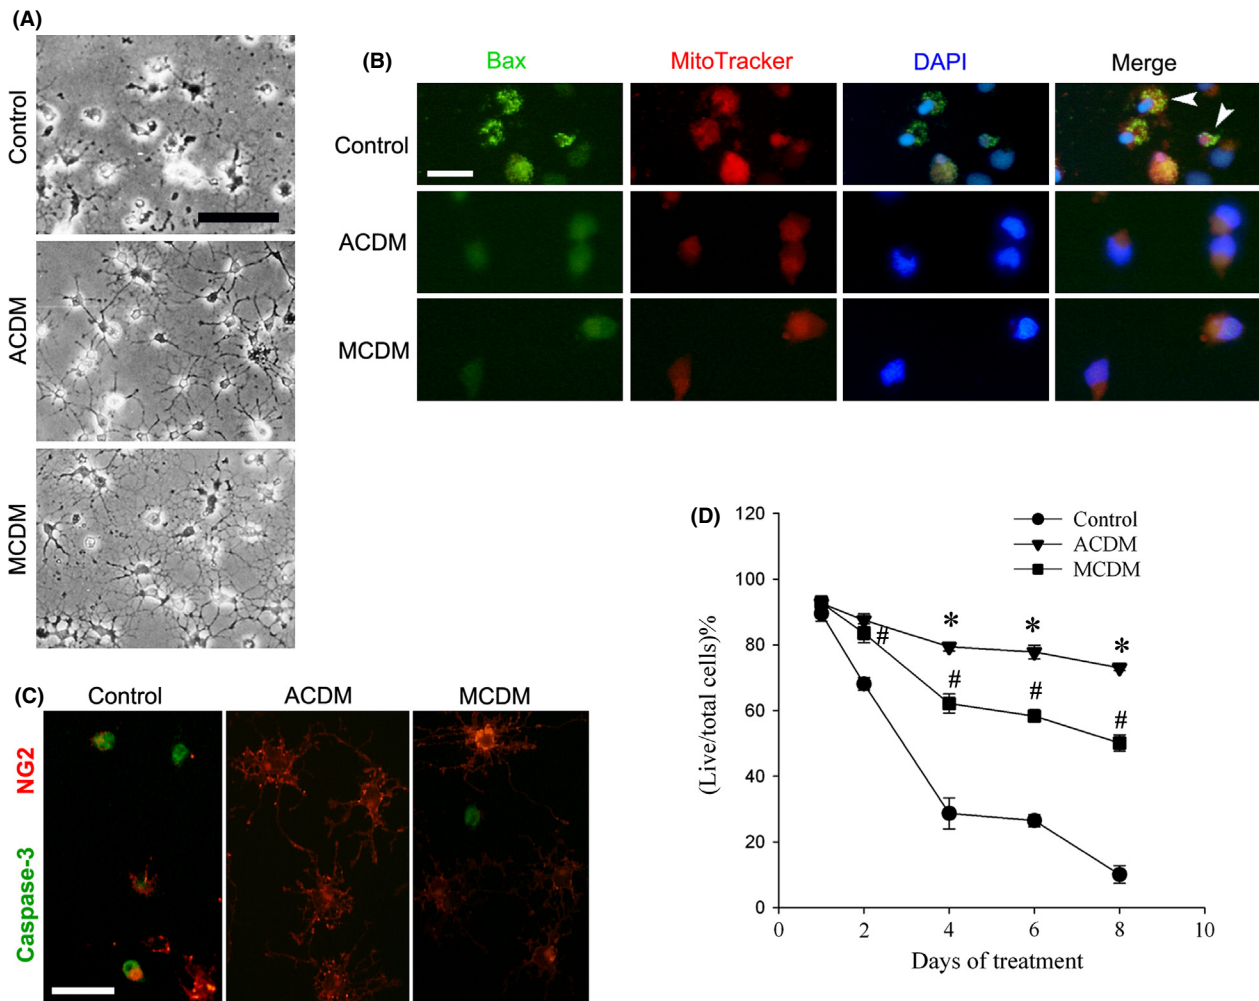 (A)
Control
ACDM
MCDM
(B)
Bax MitoTracker DAPI Merge
Control
ACDM
MCDM
(C)
Control ACDM MCDM
NG2
Caspase-3
(D)
Control
ACDM
MCDM
120
100
80
60
40
20
0
(Live/total cells)%
* * *
# # # #
0 2 4 6 8 10
Days of treatment